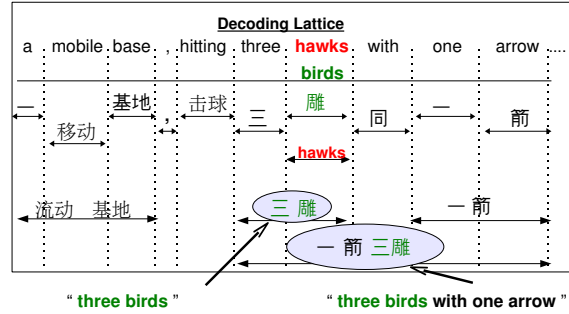 Decoding Lattice
a mobile base , hitting three hawks with one arrow ....
birds
一 移动 基地 , 击球 三 雕 同 一 箭
hawks
流动 基地 三 雕 一 箭
一 箭 三雕
“ three birds ” “ three birds with one arrow ”